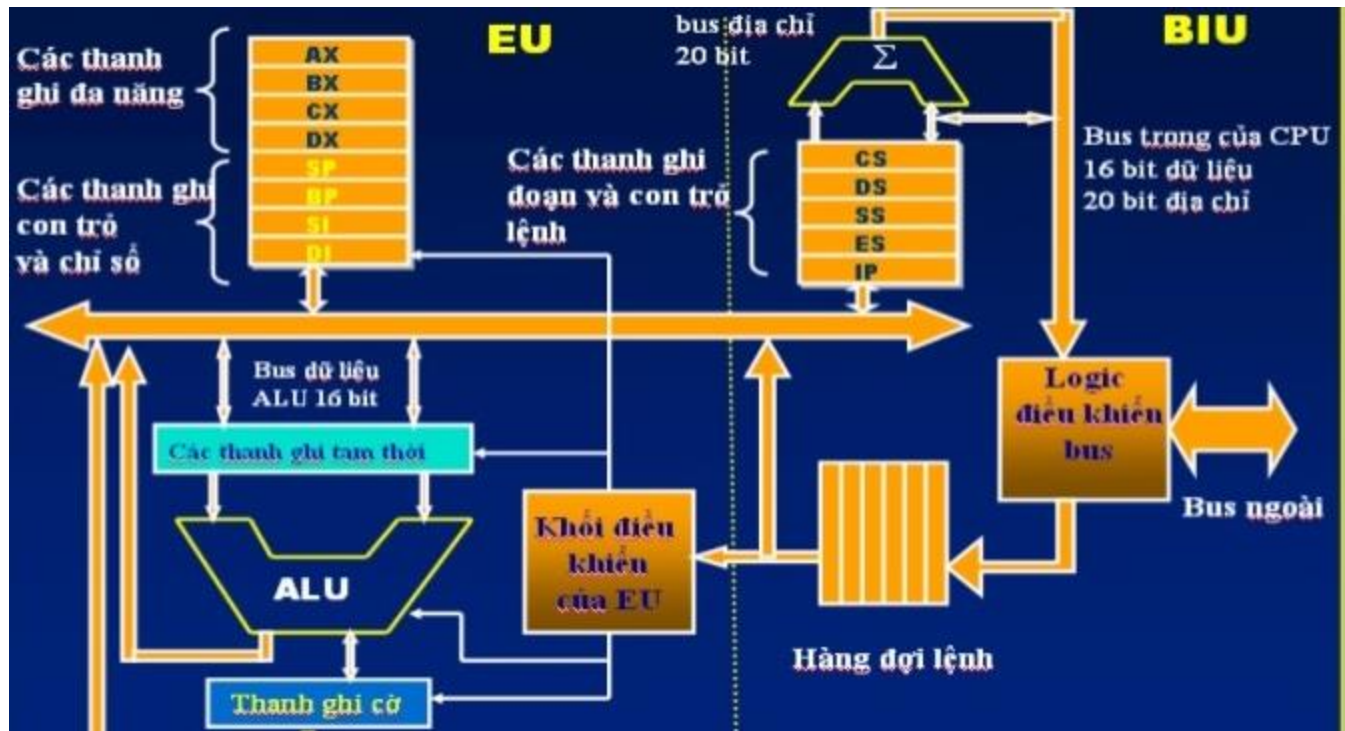 EU
bus địa chỉ
20 bit
BIU
Các thanh
ghi đa năng
AX
BX
CX
DX
SP
BP
SI
DI
Các thanh ghi
con trỏ
và chỉ số
Σ
Các thanh ghi
đoạn và con trỏ
lệnh
CS
DS
SS
ES
IP
Bus trong của CPU
16 bit dữ liệu
20 bit địa chỉ
Bus dữ liệu
ALU 16 bit
Các thanh ghi tạm thời
ALU
Thanh ghi cờ
Khối điều
khiển
của EU
Hàng đợi lệnh
Logic
điều khiển
bus
Bus ngoài